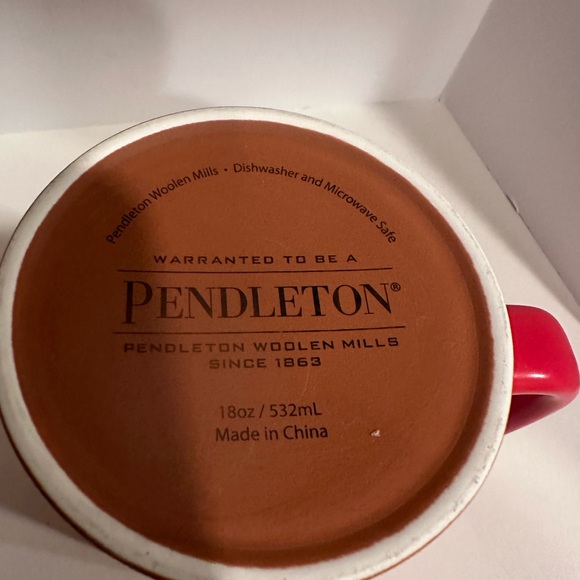 Pendleton Woolen Mills • Dishwasher and Microwave Safe
WARRANTED TO BE A
PENDLETON®
PENDLETON WOOLEN MILLS
SINCE 1863
18oz / 532mL
Made in China